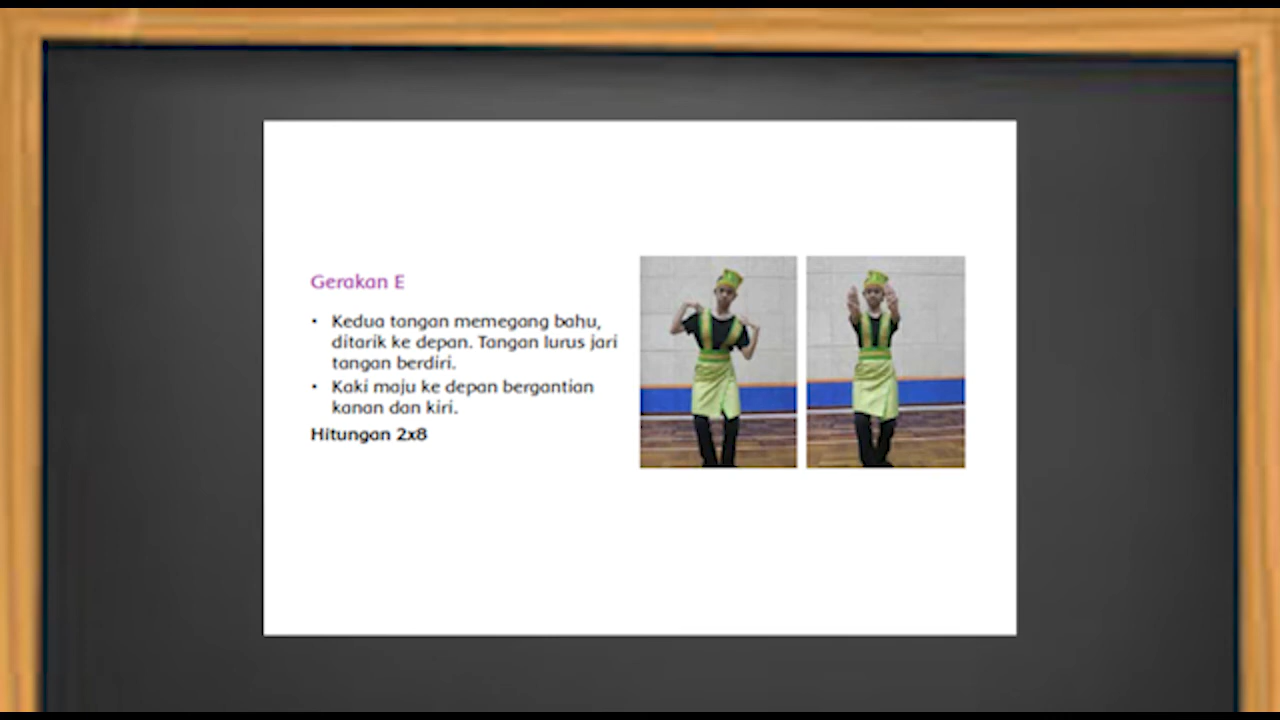 Gerakan E
• Kedua tangan memegang bahu,
ditarik ke depan. Tangan lurus jari
tangan berdiri.
• Kaki maju ke depan bergantian
kanan dan kiri.
Hitungan 2x8